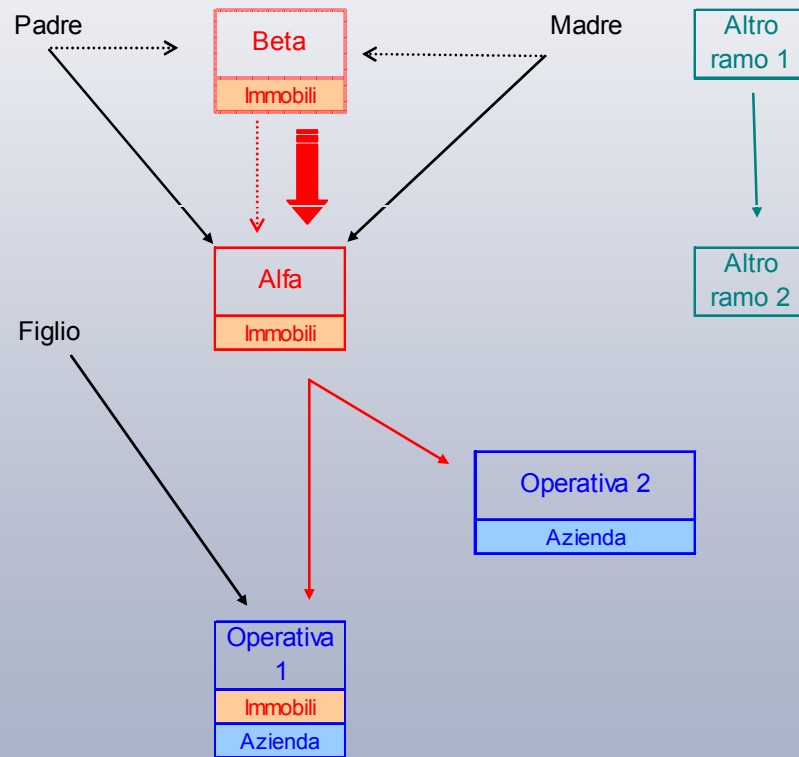 Padre
Beta
Immobili
Madre
Altro
ramo 1
Alfa
Immobili
Altro
ramo 2
Figlio
Operativa 2
Azienda
Operativa
1
Immobili
Azienda